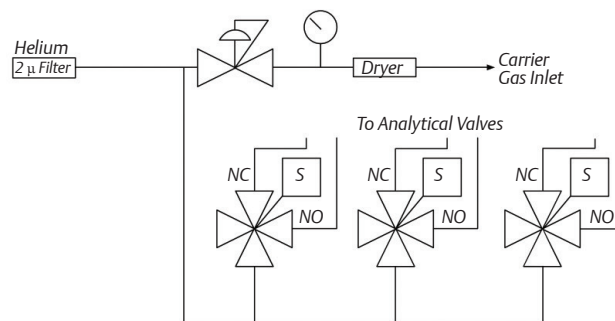 Helium
2 μ Filter
Dryer
Carrier
Gas Inlet
To Analytical Valves
NC
S
NO
NC
S
NO
NC
S
NO